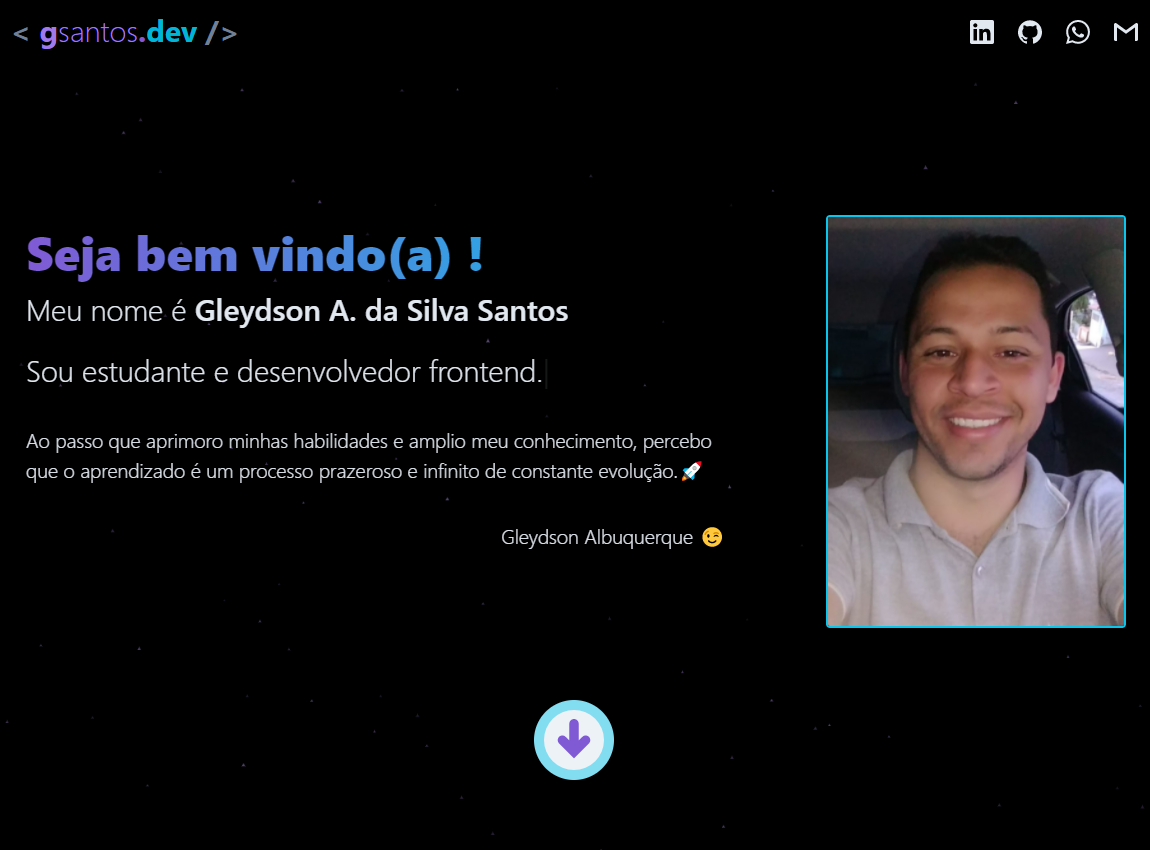 < gsantos.dev />
Seja bem vindo(a) !
Meu nome é Gleydson A. da Silva Santos
Sou estudante e desenvolvedor frontend.
Ao passo que aprimoro minhas habilidades e amplio meu conhecimento, percebo
que o aprendizado é um processo prazeroso e infinito de constante evolução.🚀
Gleydson Albuquerque 😉